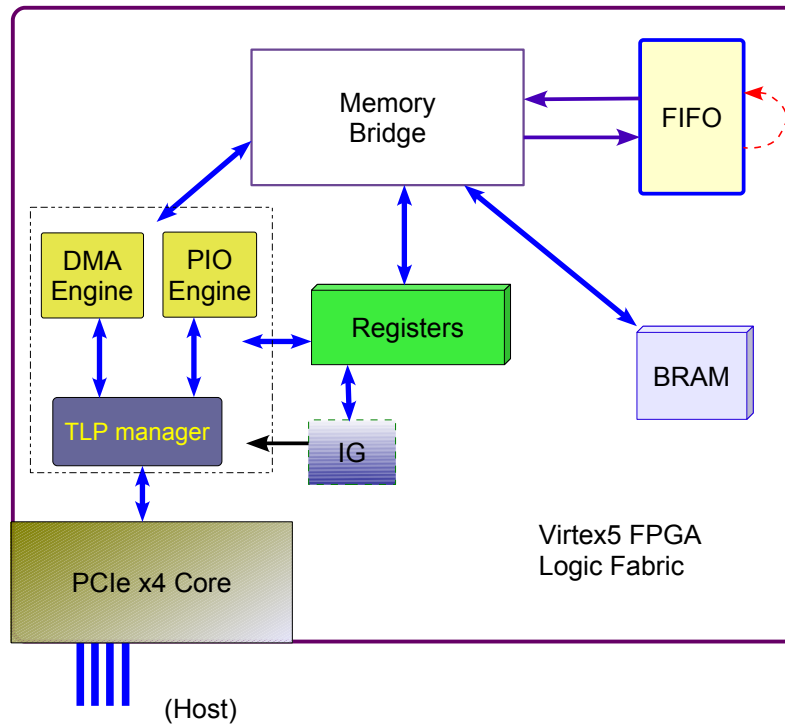 Memory
Bridge
FIFO
DMA
Engine
PIO
Engine
Registers
BRAM
TLP manager
IG
Virtex5 FPGA
Logic Fabric
PCIe x4 Core
(Host)